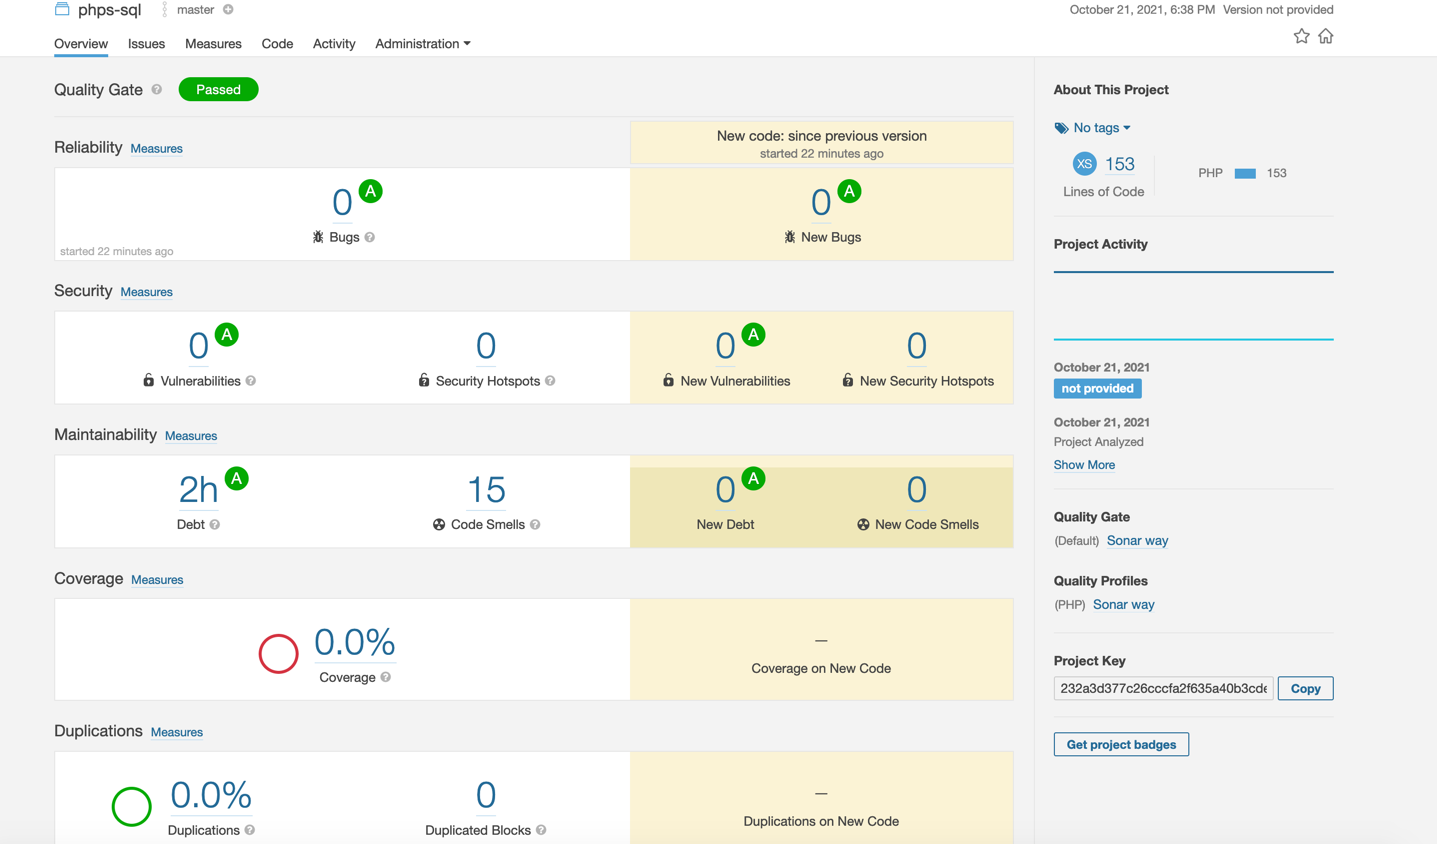 phps-sql master October 21, 2021, 6:38 PM Version not provided
Overview Issues Measures Code Activity Administration
Quality Gate Passed
New code: since previous version
started 22 minutes ago
Reliability Measures
0 A 0 A
Bugs New Bugs
started 22 minutes ago
Security Measures
0 A 0 0 A 0
Vulnerabilities Security Hotspots New Vulnerabilities New Security Hotspots
Maintainability Measures
2h A 15 0 A 0
Debt Code Smells New Debt New Code Smells
Coverage Measures
0.0% —
Coverage Coverage on New Code
Duplications Measures
0.0% 0 —
Duplications Duplicated Blocks Duplications on New Code
About This Project
No tags
XS 153 PHP 153
Lines of Code
Project Activity
October 21, 2021
not provided
October 21, 2021
Project Analyzed
Show More
Quality Gate
(Default) Sonar way
Quality Profiles
(PHP) Sonar way
Project Key
232a3d377c26cccfa2f635a40b3cde Copy
Get project badges